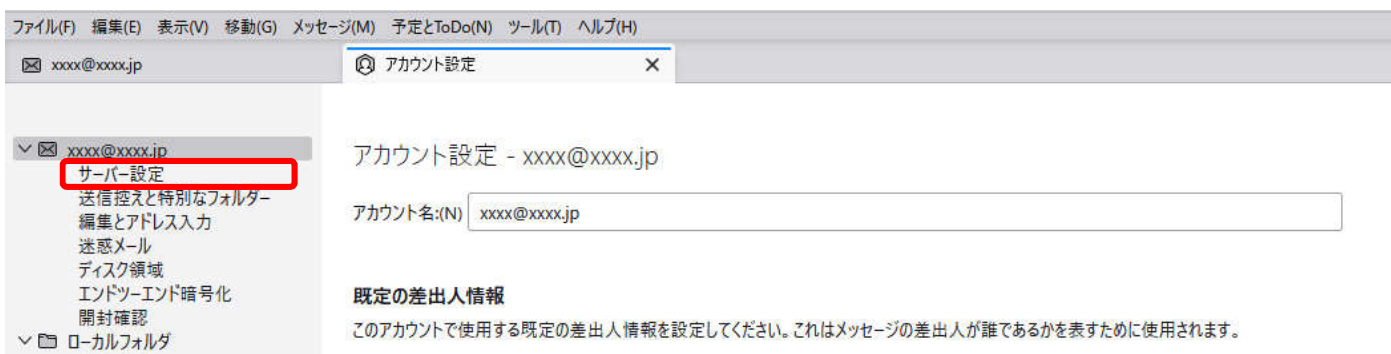 ファイル(F) 編集(E) 表示(V) 移動(G) メッセージ(M) 予定とToDo(N) ツール(T) ヘルプ(H)
xxxx@xxxx.jp アカウント設定
xxxx@xxxx.jp
サーバー設定
送信控えと特別なフォルダー
編集とアドレス入力
迷惑メール
ディスク領域
エンドツーエンド暗号化
開封確認
ローカルフォルダ
アカウント設定 - xxxx@xxxx.jp
アカウント名:(N) xxxx@xxxx.jp
既定の差出人情報
このアカウントで使用する既定の差出人情報を設定してください。これはメッセージの差出人が誰であるかを表すために使用されます。